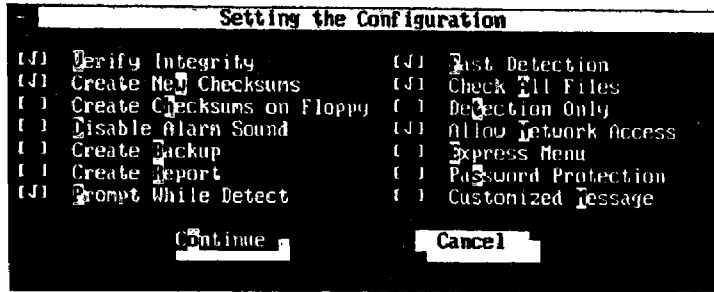 Setting the Configuration
[√] Verify Integrity [√] Fast Detection
[√] Create New Checksums [√] Check All Files
[ ] Create Checksums on Floppy [ ] Detection Only
[ ] Disable Alarm Sound [√] Allow Network Access
[ ] Create Backup [ ] Express Menu
[ ] Create Report [ ] Password Protection
[√] Prompt While Detect [ ] Customized Message
Continue Cancel